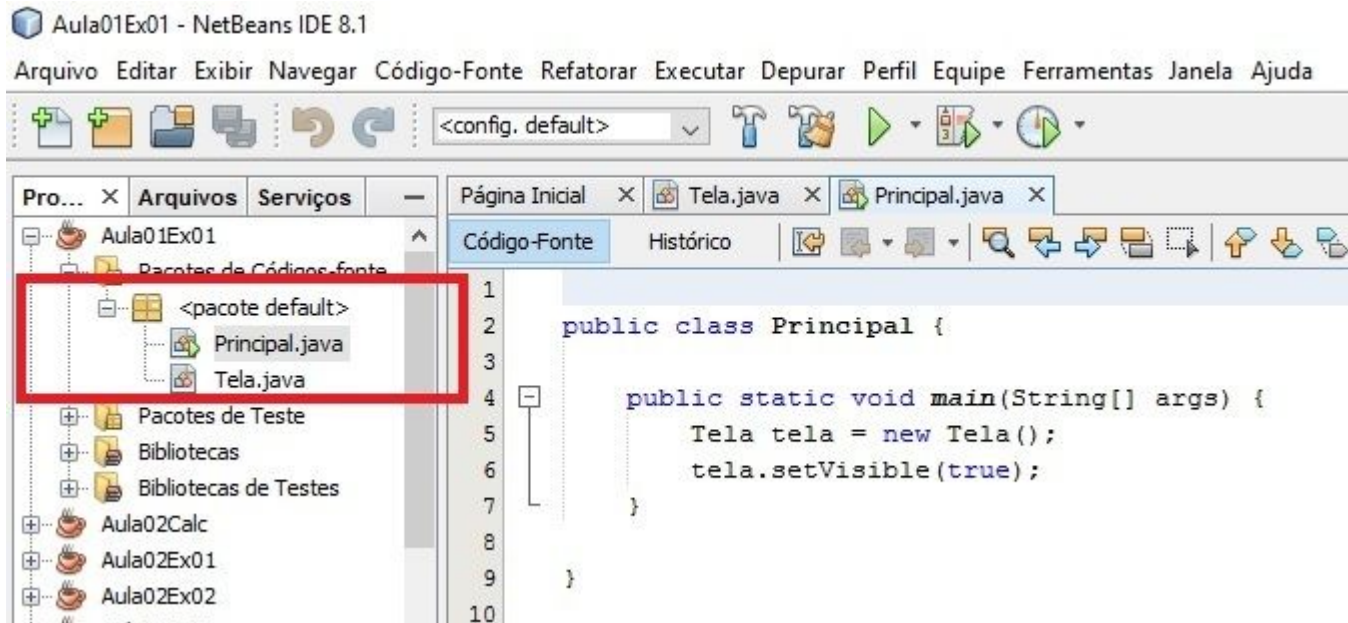 Aula01Ex01 - NetBeans IDE 8.1
Arquivo Editar Exibir Navegar Código-Fonte Refatorar Executar Depurar Perfil Equipe Ferramentas Janela Ajuda
<config. default>
Pro... Arquivos Serviços
Página Inicial Tela.java Principal.java
Código-Fonte Histórico
Aula01Ex01
Pacotes de Códigos-fonte
<pacote default>
Principal.java
Tela.java
Pacotes de Teste
Bibliotecas
Bibliotecas de Testes
Aula02Calc
Aula02Ex01
Aula02Ex02
1
2 public class Principal {
3
4 public static void main(String[] args) {
5 Tela tela = new Tela();
6 tela.setVisible(true);
7 }
8
9 }
10